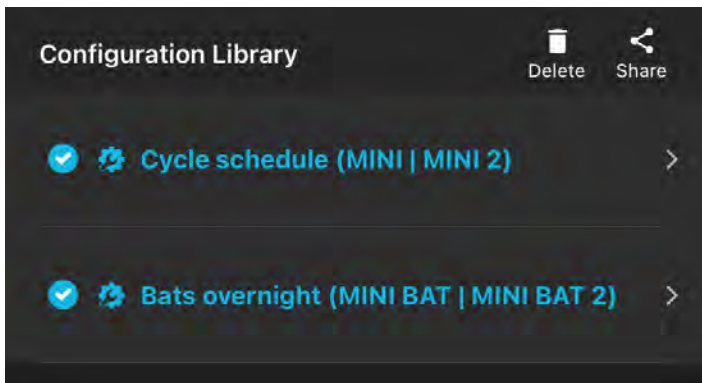 Configuration Library
Delete Share
Cycle schedule (MINI | MINI 2)
Bats overnight (MINI BAT | MINI BAT 2)